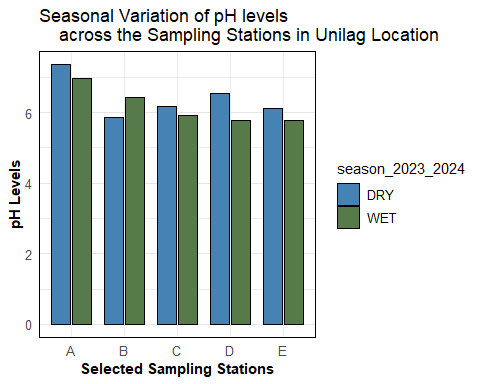 Seasonal Variation of pH levels
across the Sampling Stations in Unilag Location
pH Levels
6
4
2
0
A B C D E
Selected Sampling Stations
season_2023_2024
DRY
WET